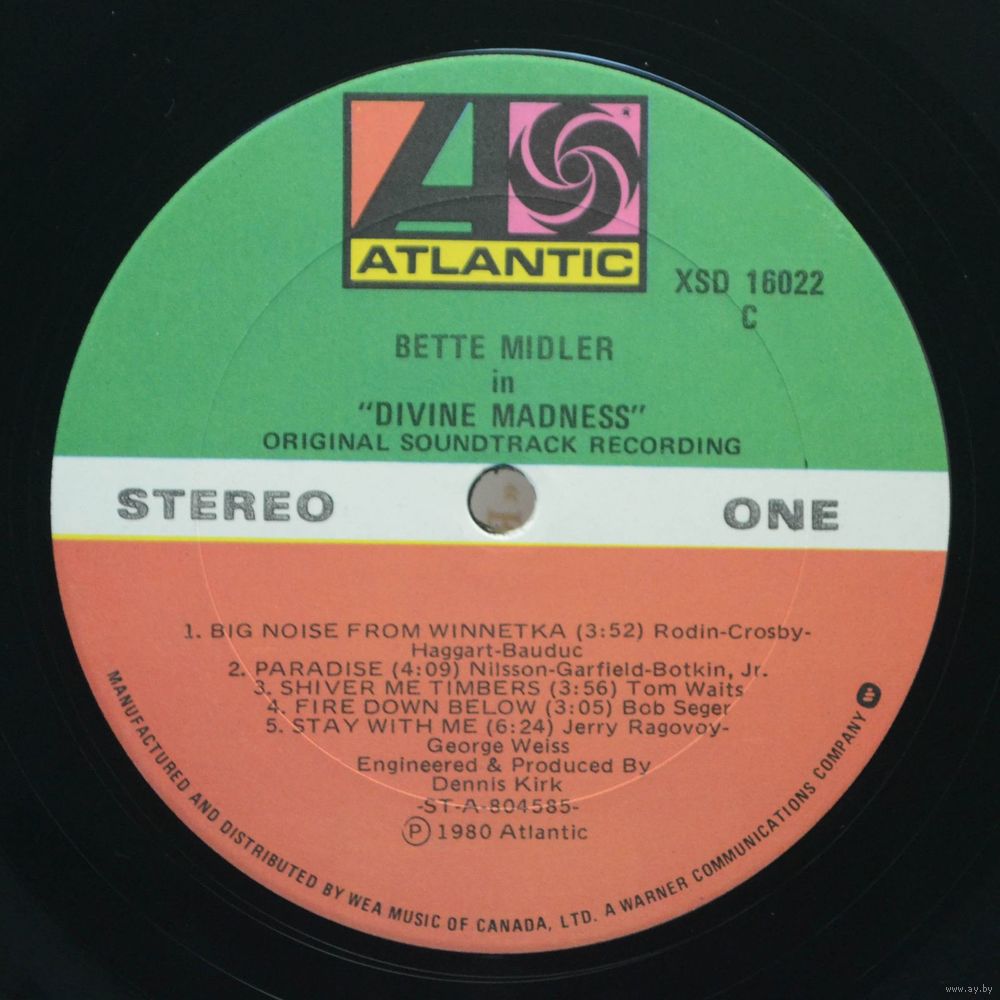 ATLANTIC
XSD 16022
C
BETTE MIDLER
in
"DIVINE MADNESS"
ORIGINAL SOUNDTRACK RECORDING
STEREO
ONE
1. BIG NOISE FROM WINNETKA (3:52) Rodin-Crosby-
Haggart-Bauduc
2. PARADISE (4:09) Nilsson-Garfield-Botkin, Jr.
3. SHIVER ME TIMBERS (3:56) Tom Waits
4. FIRE DOWN BELOW (3:05) Bob Seger
5. STAY WITH ME (6:24) Jerry Ragovoy-
George Weiss
Engineered & Produced By
Dennis Kirk
-ST-A-804585-
Ⓟ 1980 Atlantic
MANUFACTURED AND DISTRIBUTED BY WEA MUSIC OF CANADA, LTD. A WARNER COMMUNICATIONS COMPANY
www.ay.by